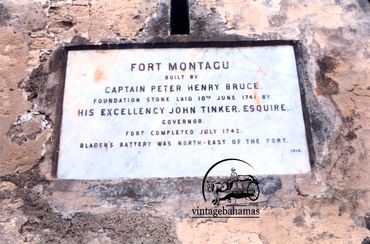 FORT MONTAGU
BUILT BY
CAPTAIN PETER HENRY BRUCE.
FOUNDATION STONE LAID 10TH JUNE 1741 BY
HIS EXCELLENCY JOHN TINKER, ESQUIRE,
GOVERNOR.
FORT COMPLETED JULY 1742.
BLADEN'S BATTERY WAS NORTH-EAST OF THE FORT.
vintagebahamas